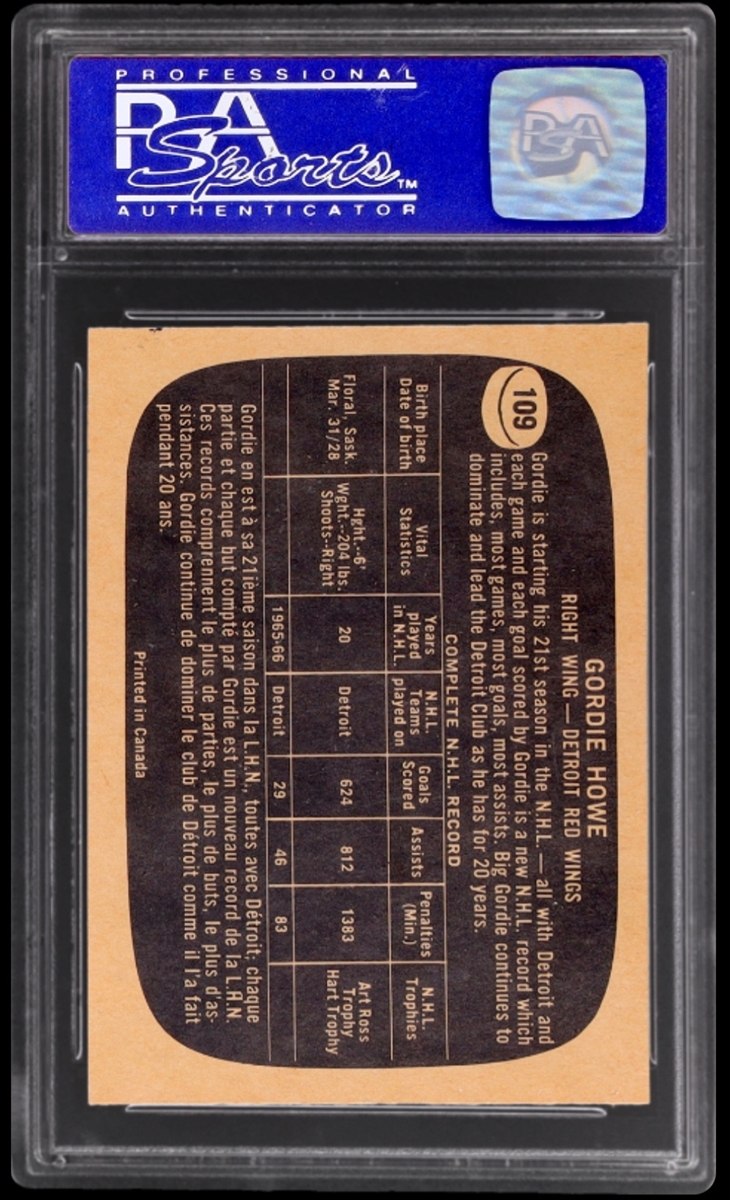 PROFESSIONAL
PSA
Sports™
AUTHENTICATOR
PSA
109
GORDIE HOWE
RIGHT WING — DETROIT RED WINGS
Gordie is starting his 21st season in the N.H.L. — all with Detroit and
each game and each goal scored by Gordie is a new N.H.L. record which
includes, most games, most goals, most assists. Big Gordie continues to
dominate and lead the Detroit Club as he has for 20 years.
COMPLETE N.H.L. RECORD
Birth place Date of birth | Vital Statistics | Years played in N.H.L. | N.H.L. Teams played on | Goals Scored | Assists | Penalties (Min.) | N.H.L. Trophies
Floral, Sask. Mar. 31/28 | Hght.--6' Wght.--204 lbs. Shoots--Right | 20 | Detroit | 624 | 812 | 1383 | Art Ross Trophy Hart Trophy
1965-66 | Detroit | 29 | 46 | 83
Gordie en est à sa 21ième saison dans la L.H.N., toutes avec Détroit, chaque
partie et chaque but compté par Gordie est un nouveau record de la L.H.N.
Ces records comprennent le plus de parties, le plus de buts, le plus d'as-
sistances. Gordie continue de dominer le club de Détroit comme il l'a fait
pendant 20 ans.
Printed in Canada